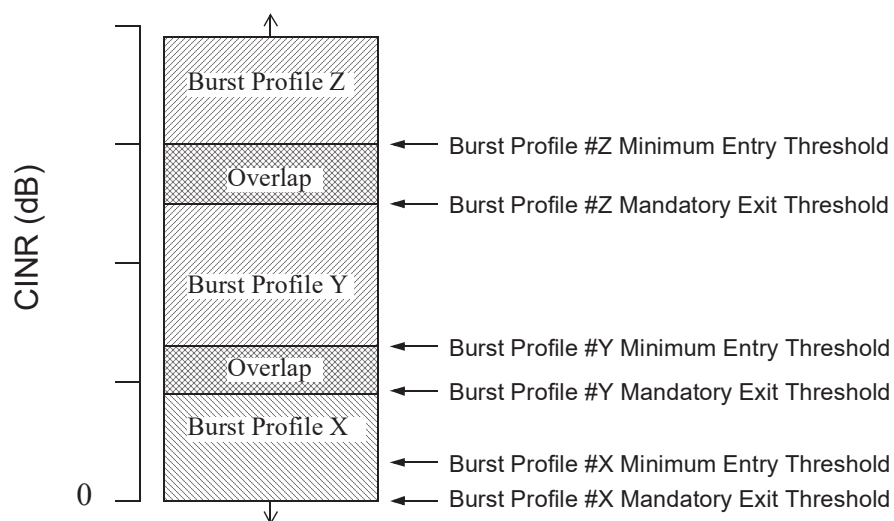 Burst Profile Z
Burst Profile #Z Minimum Entry Threshold
Overlap
Burst Profile #Z Mandatory Exit Threshold
CINR (dB)
Burst Profile Y
Burst Profile #Y Minimum Entry Threshold
Overlap
Burst Profile #Y Mandatory Exit Threshold
Burst Profile X
Burst Profile #X Minimum Entry Threshold
0
Burst Profile #X Mandatory Exit Threshold